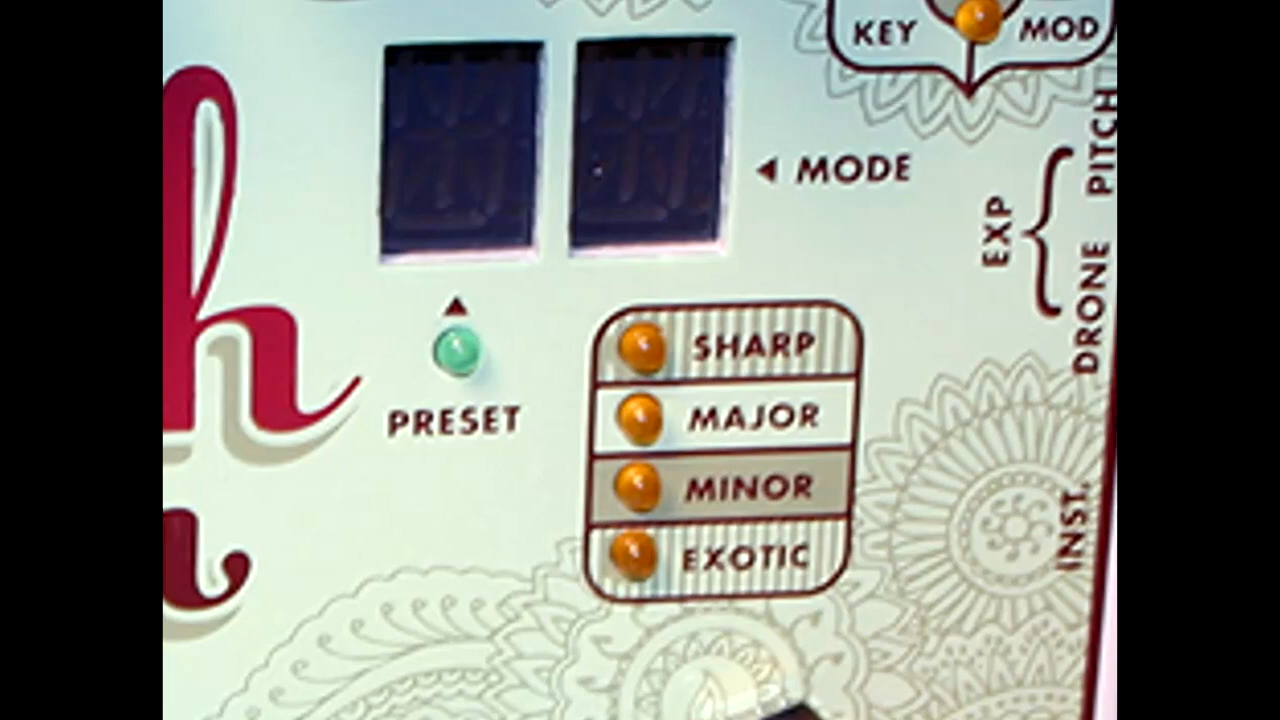 KEY MOD
MODE
EXP
PITCH
DRONE
SHARP
PRESET
MAJOR
MINOR
EXOTIC
INST.
h